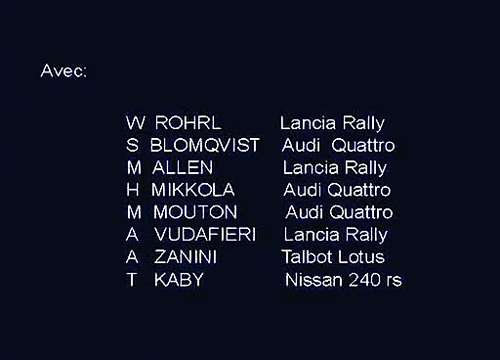 Avec:
W ROHRL Lancia Rally
S BLOMQVIST Audi Quattro
M ALLEN Lancia Rally
H MIKKOLA Audi Quattro
M MOUTON Audi Quattro
A VUDAFIERI Lancia Rally
A ZANINI Talbot Lotus
T KABY Nissan 240 rs